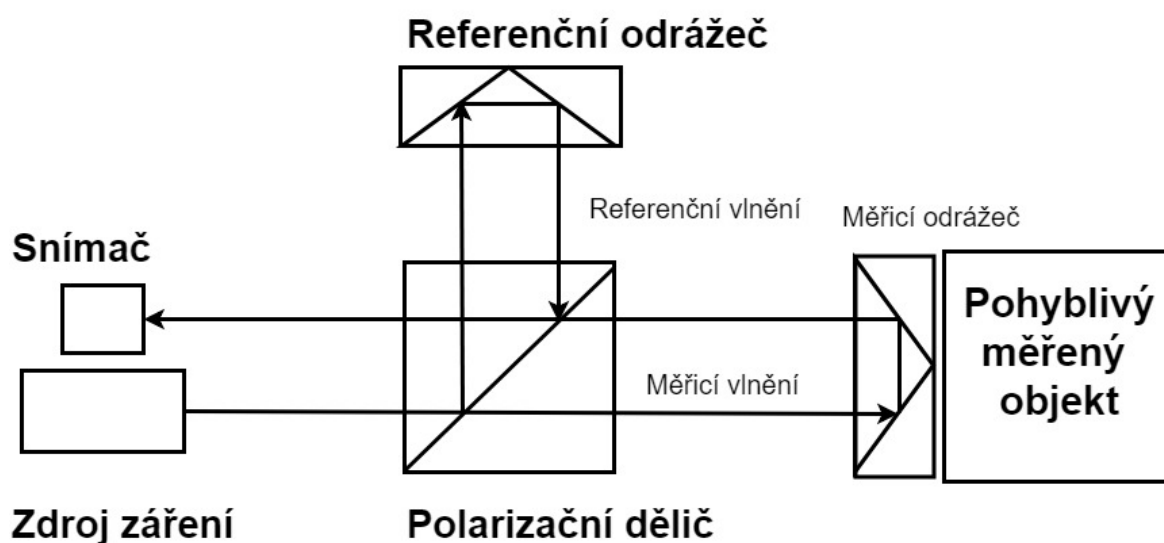 Referenční odrážeč
Referenční vlnění
Měřicí odrážeč
Snímač
Pohyblivý
měřený
objekt
Měřicí vlnění
Zdroj záření
Polarizační dělič